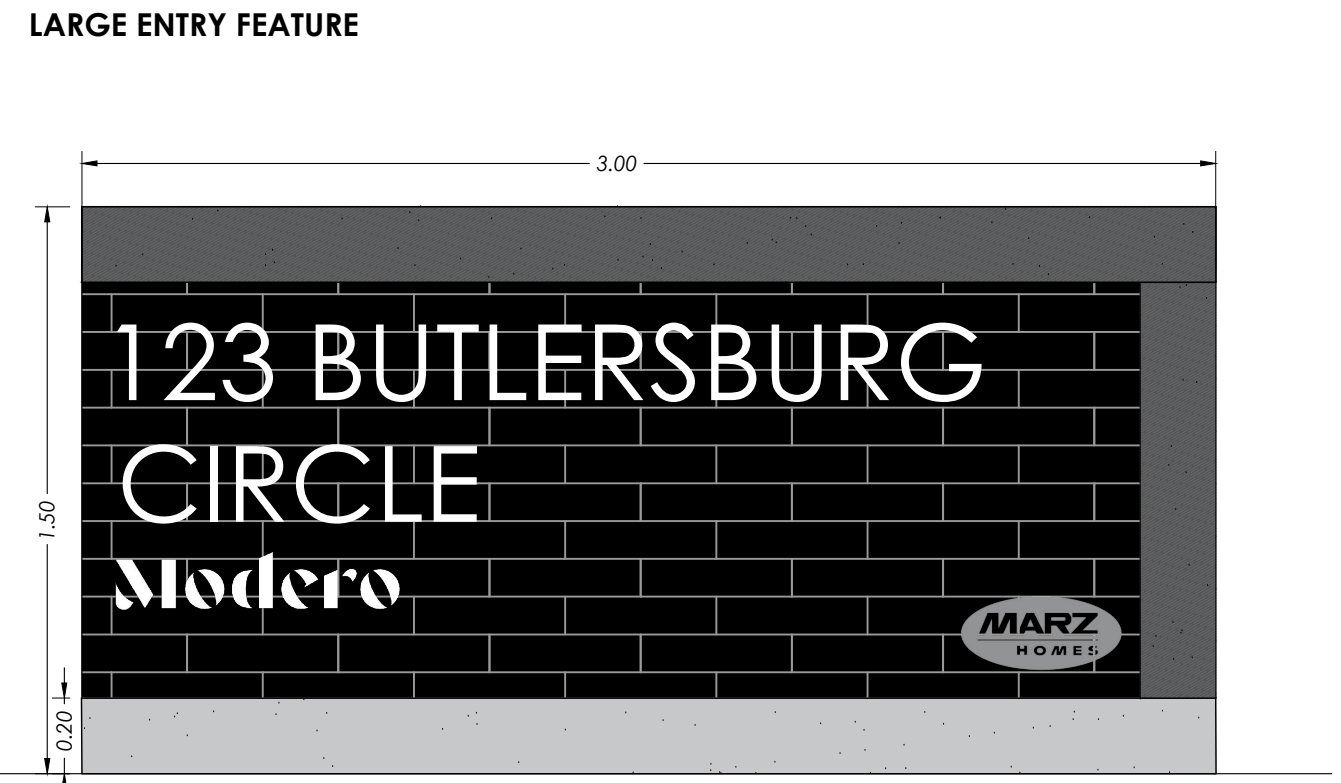 LARGE ENTRY FEATURE
3.00
123 BUTLERSBURG
CIRCLE
1.50
Modero
MARZ
HOMES
0.20